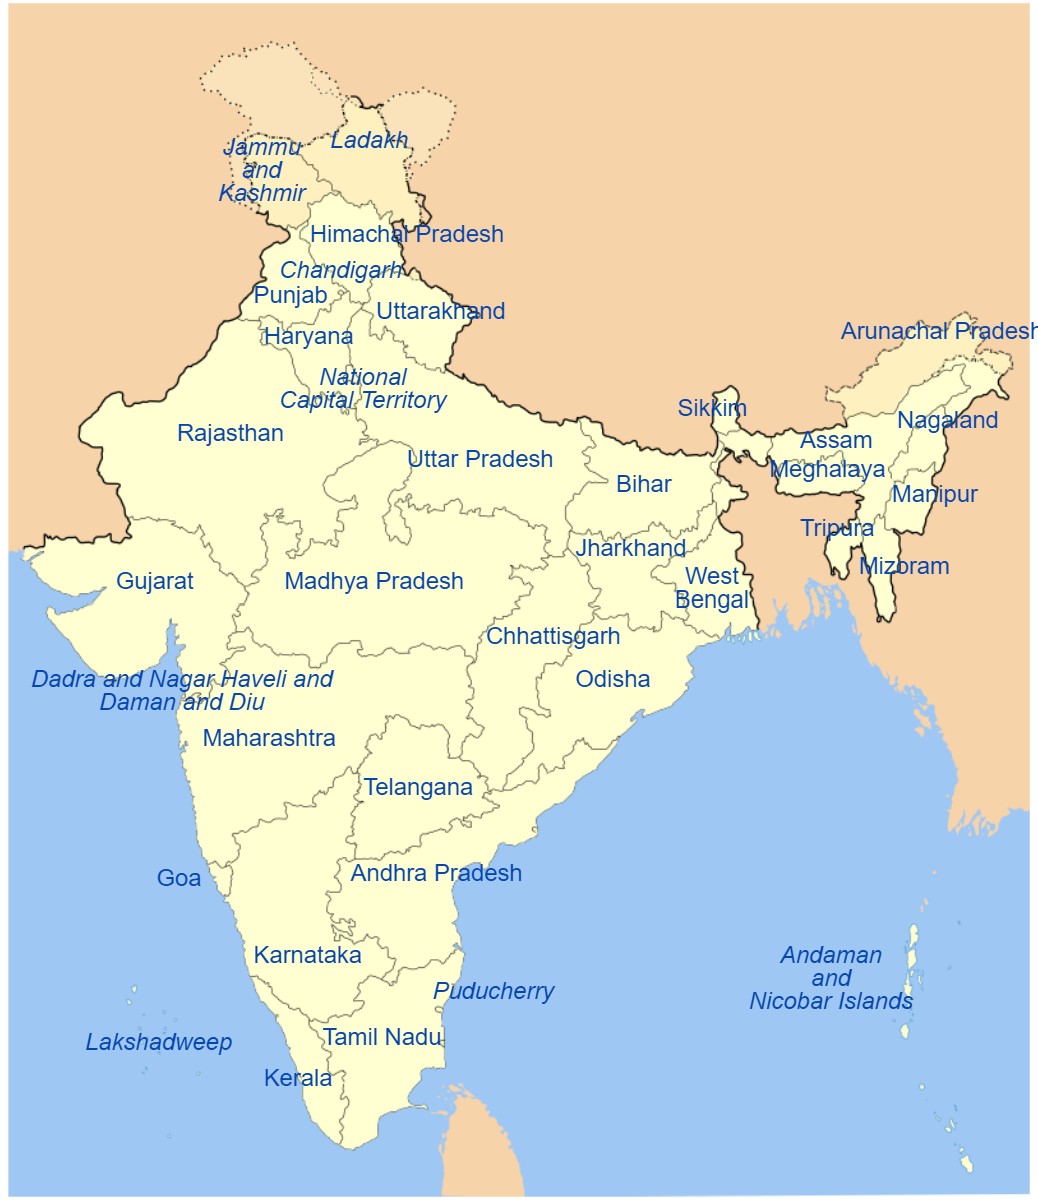 Ladakh
Jammu
and
Kashmir
Himachal Pradesh
Chandigarh
Punjab
Uttarakhand
Arunachal Pradesh
Haryana
National
Capital Territory
Sikkim
Nagaland
Rajasthan
Assam
Uttar Pradesh
Meghalaya
Bihar
Manipur
Tripura
Jharkhand
Mizoram
Gujarat
Madhya Pradesh
West
Bengal
Chhattisgarh
Odisha
Dadra and Nagar Haveli and
Daman and Diu
Maharashtra
Telangana
Goa
Andhra Pradesh
Karnataka
Andaman
and
Nicobar Islands
Puducherry
Lakshadweep
Tamil Nadu
Kerala